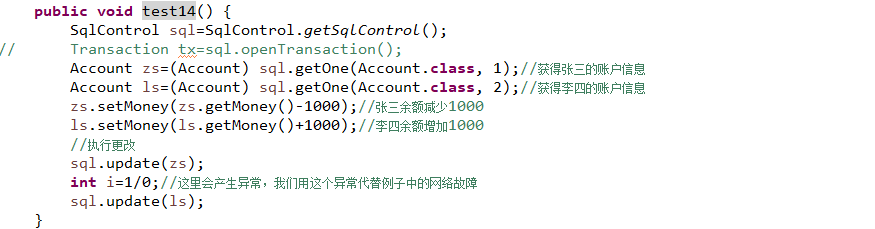 public void test14() {
SqlControl sql=SqlControl.getSqlControl();
// Transaction tx=sql.openTransaction();
Account zs=(Account) sql.getOne(Account.class, 1);//获得张三的账户信息
Account ls=(Account) sql.getOne(Account.class, 2);//获得李四的账户信息
zs.setMoney(zs.getMoney()-1000);//张三余额减少1000
ls.setMoney(ls.getMoney()+1000);//李四余额增加1000
//执行更改
sql.update(zs);
int i=1/0;//这里会产生异常，我们用这个异常代替例子中的网络故障
sql.update(ls);
}